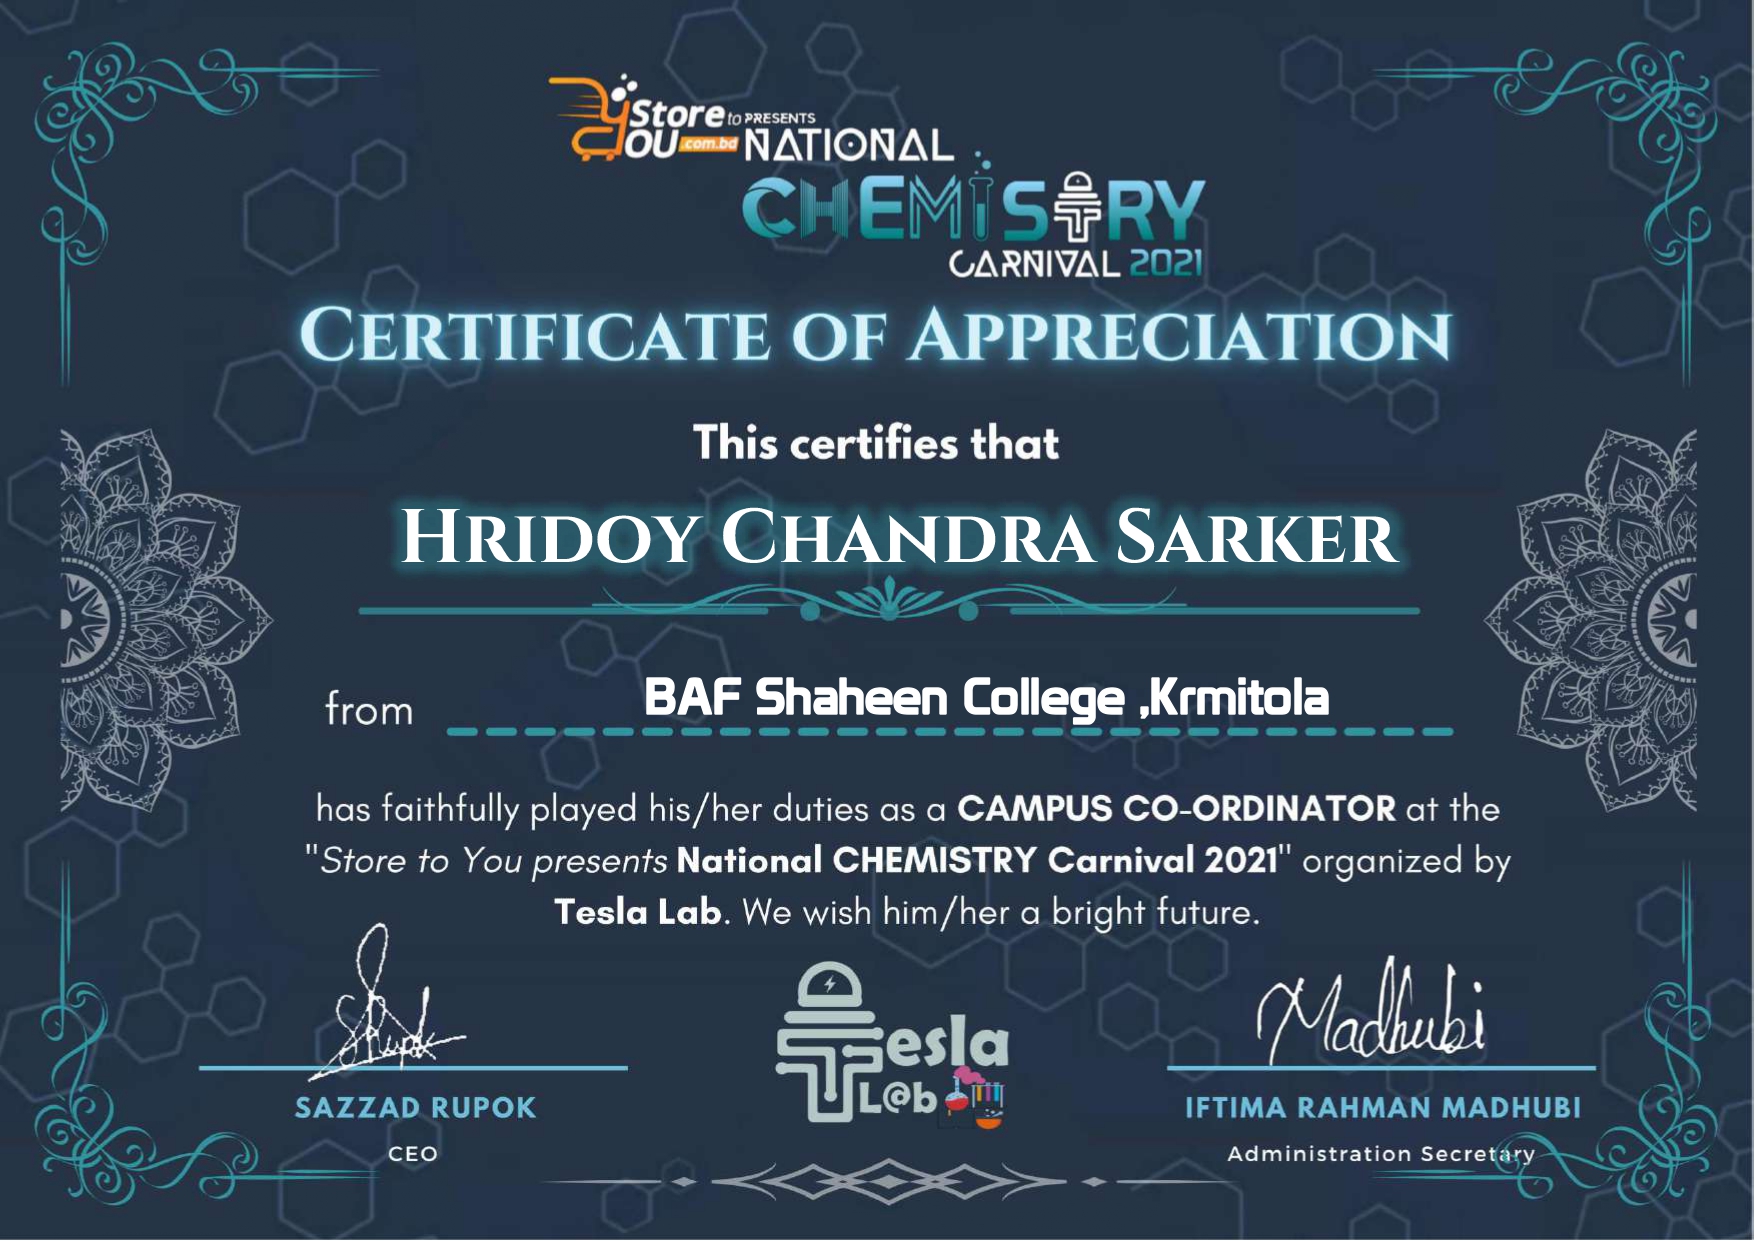 Store to PRESENTS
YOU .com.bd NATIONAL
CHEMISTRY
CARNIVAL 2021
CERTIFICATE OF APPRECIATION
This certifies that
HRIDOY CHANDRA SARKER
from BAF Shaheen College ,Krmitola
has faithfully played his/her duties as a CAMPUS CO-ORDINATOR at the
"Store to You presents National CHEMISTRY Carnival 2021" organized by
Tesla Lab. We wish him/her a bright future.
Shupok
Madhubi
Tesla
L@b
SAZZAD RUPOK
CEO
IFTIMA RAHMAN MADHUBI
Administration Secretary